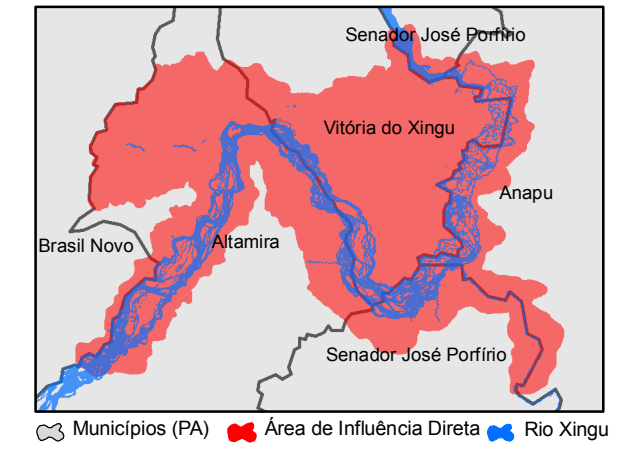 Senador José Porfírio
Vitória do Xingu
Anapu
Brasil Novo
Altamira
Senador José Porfírio
Municípios (PA) Área de Influência Direta Rio Xingu